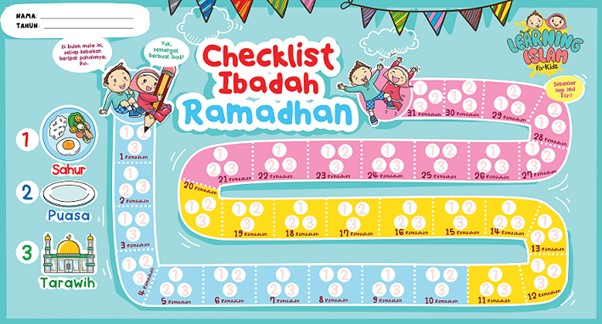 NAMA:
TAHUN:
Di bulan mulia ini,
setiap kebaikan
berlipat pahalanya,
lho.
Yuk,
semangat
berbuat baik!
Checklist
Ibadah
Ramadhan
LEARNING
ISLAM
for Kids
Sebentar
lagi Idul
Fitri!
1
Sahur
2
Puasa
3
Tarawih
1 Ramadhan
2 Ramadhan
3 Ramadhan
4 Ramadhan
5 Ramadhan
6 Ramadhan
7 Ramadhan
8 Ramadhan
9 Ramadhan
10 Ramadhan
11 Ramadhan
12 Ramadhan
13 Ramadhan
14 Ramadhan
15 Ramadhan
16 Ramadhan
17 Ramadhan
18 Ramadhan
19 Ramadhan
20 Ramadhan
21 Ramadhan
22 Ramadhan
23 Ramadhan
24 Ramadhan
25 Ramadhan
26 Ramadhan
27 Ramadhan
28 Ramadhan
29 Ramadhan
30 Ramadhan
31 Ramadhan